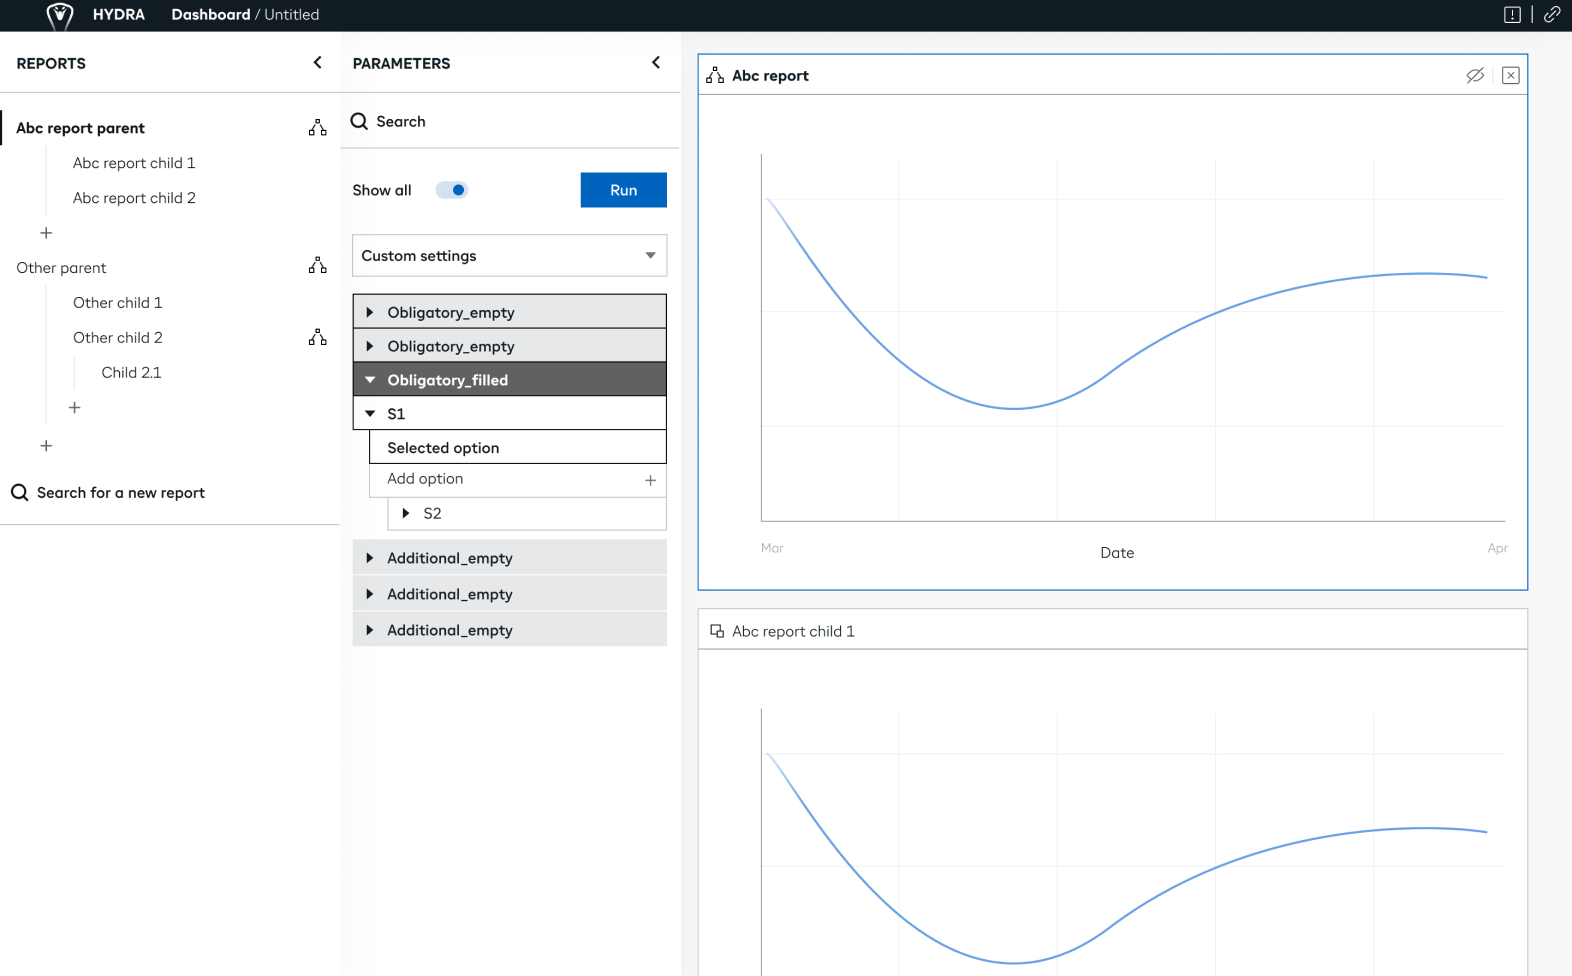 HYDRA Dashboard / Untitled
REPORTS
Abc report parent
Abc report child 1
Abc report child 2
Other parent
Other child 1
Other child 2
Child 2.1
Search for a new report
PARAMETERS
Search
Show all
Run
Custom settings
Obligatory_empty
Obligatory_empty
Obligatory_filled
S1
Selected option
Add option
S2
Additional_empty
Additional_empty
Additional_empty
Abc report
Mar
Date
Apr
Abc report child 1